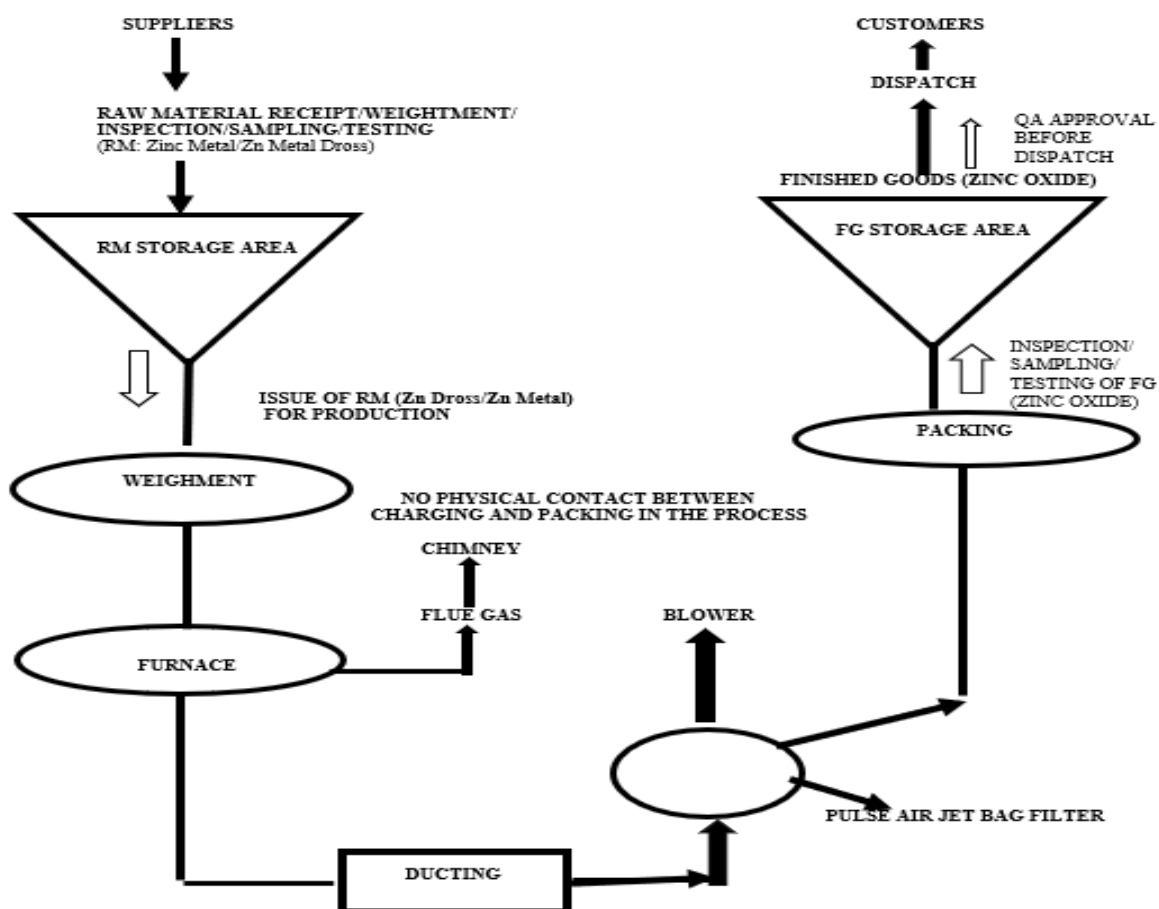 SUPPLIERS
RAW MATERIAL RECEIPT/WEIGHTMENT/
INSPECTION/SAMPLING/TESTING
(RM: Zinc Metal/Zn Metal Dross)
RM STORAGE AREA
ISSUE OF RM (Zn Dross/Zn Metal)
FOR PRODUCTION
WEIGHMENT
NO PHYSICAL CONTACT BETWEEN
CHARGING AND PACKING IN THE PROCESS
CHIMNEY
FLUE GAS
FURNACE
DUCTING
BLOWER
PULSE AIR JET BAG FILTER
PACKING
INSPECTION/
SAMPLING/
TESTING OF FG
(ZINC OXIDE)
FG STORAGE AREA
FINISHED GOODS (ZINC OXIDE)
QA APPROVAL
BEFORE
DISPATCH
DISPATCH
CUSTOMERS